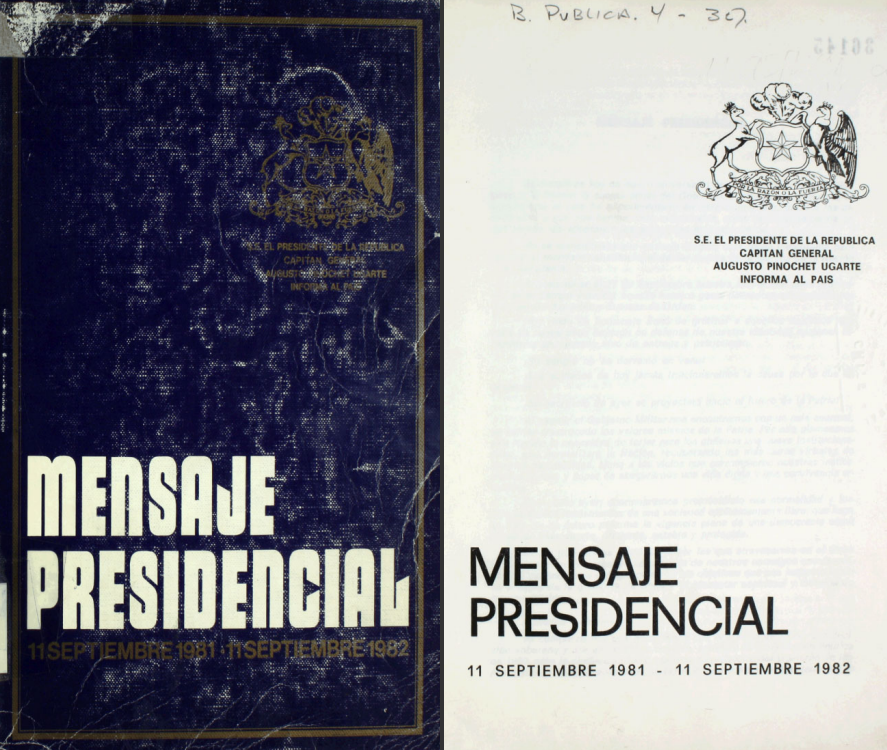 S.E. EL PRESIDENTE DE LA REPUBLICA
CAPITAN GENERAL
AUGUSTO PINOCHET UGARTE
INFORMA AL PAIS
MENSAJE
PRESIDENCIAL
11 SEPTIEMBRE 1981 - 11 SEPTIEMBRE 1982
B. PUBLICA. 4 -
36145
POR LA RAZON O LA FUERZA
S.E. EL PRESIDENTE DE LA REPUBLICA
CAPITAN GENERAL
AUGUSTO PINOCHET UGARTE
INFORMA AL PAIS
MENSAJE
PRESIDENCIAL
11 SEPTIEMBRE 1981 - 11 SEPTIEMBRE 1982